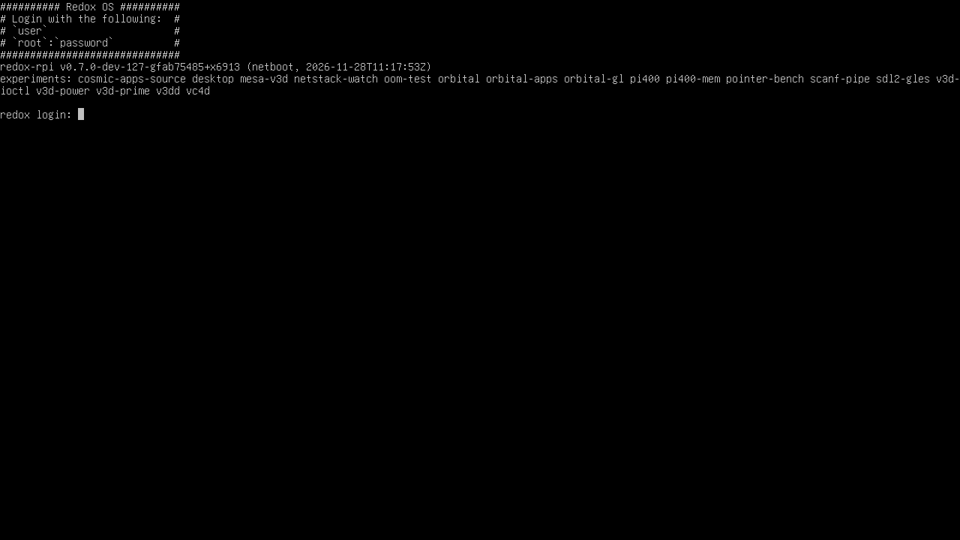 ########## Redox OS ##########
# Login with the following:  #
# `user`                     #
# `root`:`password`          #
##############################
redox-rpi v0.7.0-dev-127-gfab75485+x6913 (netboot, 2026-11-28T11:17:53Z)
experiments: cosmic-apps-source desktop mesa-v3d netstack-watch oom-test orbital orbital-apps orbital-gl pi400 pi400-mem pointer-bench scanf-pipe sdl2-gles v3d-
ioctl v3d-power v3d-prime v3dd vc4d
redox login: